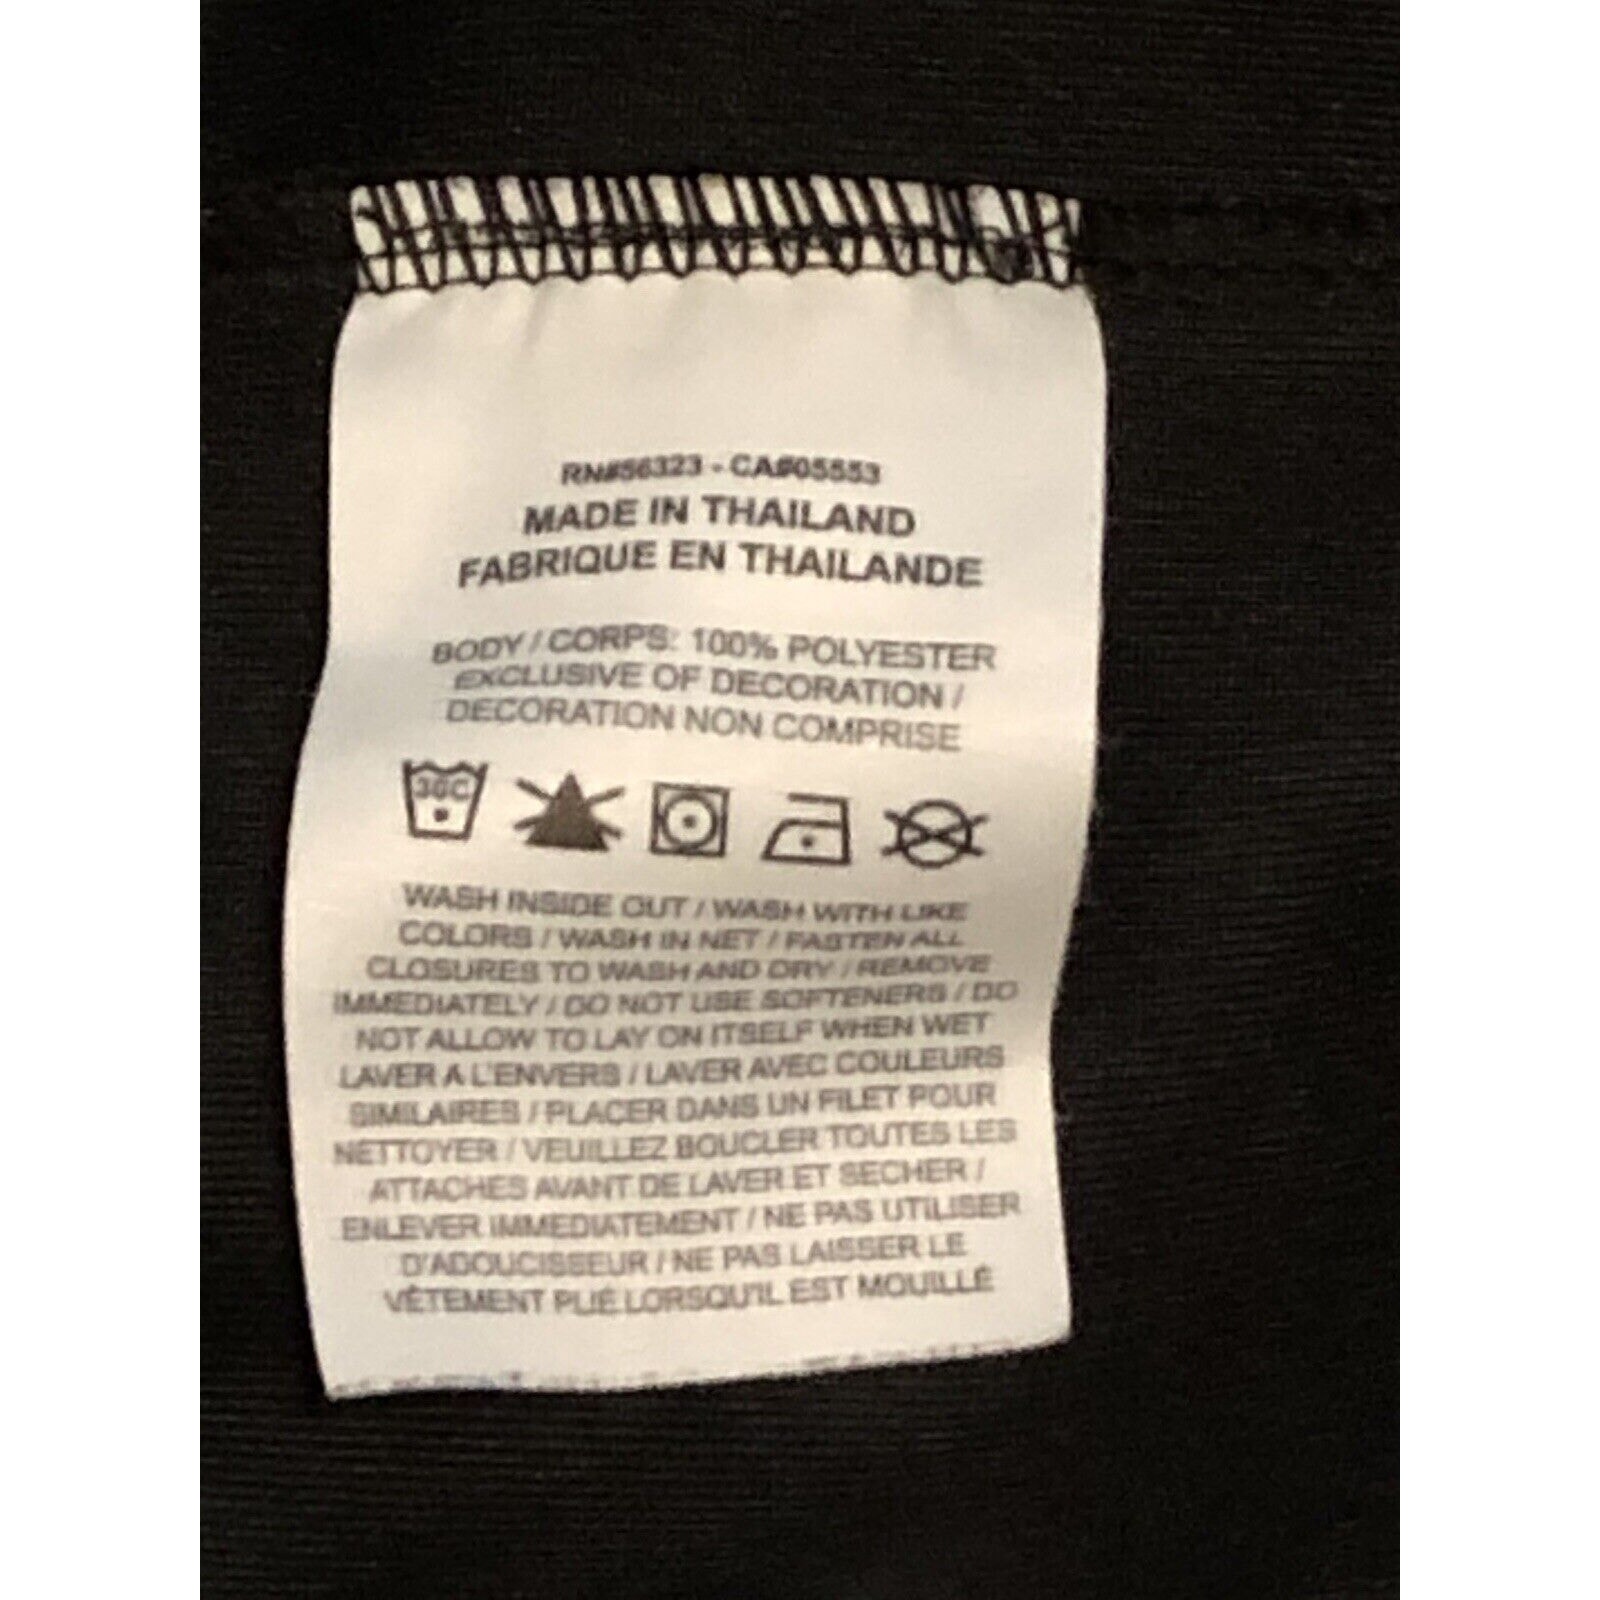 RN#56323 - CA#05553
MADE IN THAILAND
FABRIQUE EN THAILANDE
BODY / CORPS: 100% POLYESTER
EXCLUSIVE OF DECORATION /
DECORATION NON COMPRISE
30C
WASH INSIDE OUT / WASH WITH LIKE
COLORS / WASH IN NET / FASTEN ALL
CLOSURES TO WASH AND DRY / REMOVE
IMMEDIATELY / DO NOT USE SOFTENERS / DO
NOT ALLOW TO LAY ON ITSELF WHEN WET
LAVER A L'ENVERS / LAVER AVEC COULEURS
SIMILAIRES / PLACER DANS UN FILET POUR
NETTOYER / VEUILLEZ BOUCLER TOUTES LES
ATTACHES AVANT DE LAVER ET SECHER /
ENLEVER IMMEDIATEMENT / NE PAS UTILISER
D'ADOUCISSEUR / NE PAS LAISSER LE
VÊTEMENT PLIÉ LORSQU'IL EST MOUILLÉ